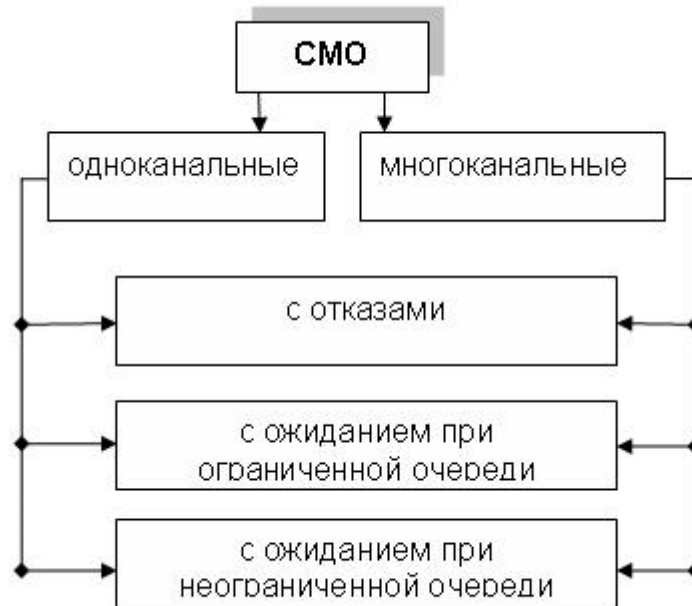 СМО
одноканальные
многоканальные
с отказами
с ожиданием при
ограниченной очереди
с ожиданием при
неограниченной очереди